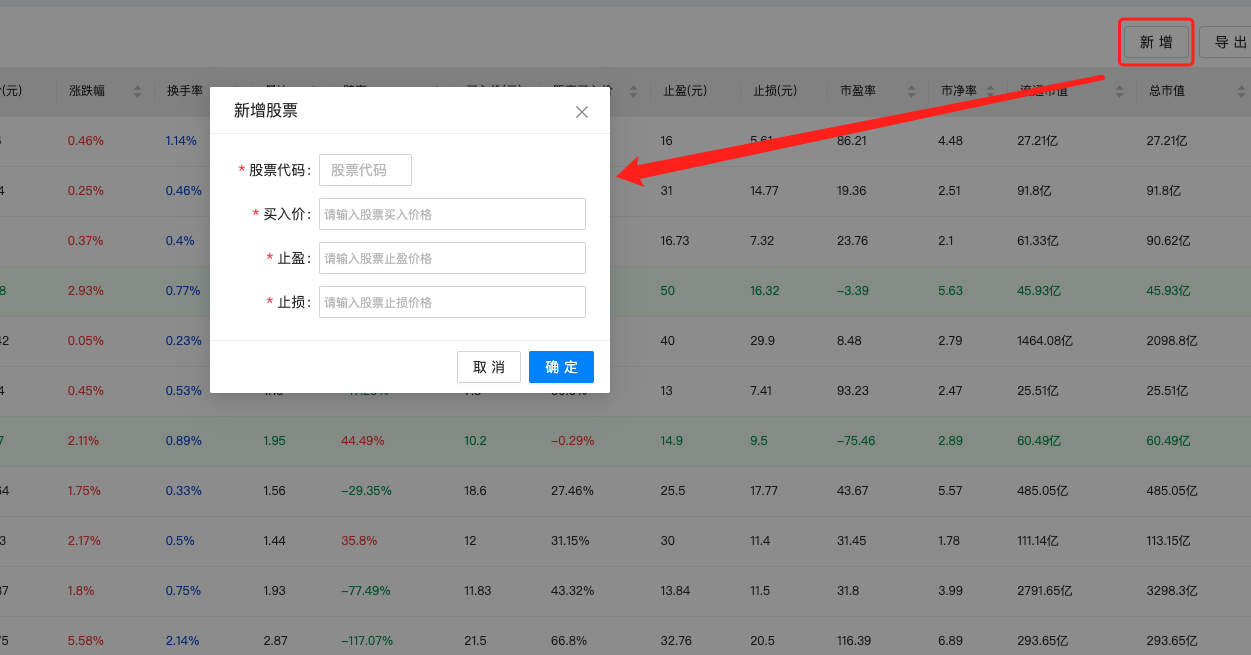 新 增 导 出
(元) 涨跌幅 换手率 止盈(元) 止损(元) 市盈率 市净率 流通市值 总市值
新增股票
* 股票代码: 股票代码
* 买入价: 请输入股票买入价格
* 止盈: 请输入股票止盈价格
* 止损: 请输入股票止损价格
取 消 确 定
0.46% 1.14% 16 5.61 86.21 4.48 27.21亿 27.21亿
4 0.25% 0.46% 31 14.77 19.36 2.51 91.8亿 91.8亿
0.37% 0.4% 16.73 7.32 23.76 2.1 61.33亿 90.62亿
8 2.93% 0.77% 50 16.32 −3.39 5.63 45.93亿 45.93亿
42 0.05% 0.23% 40 29.9 8.48 2.79 1464.08亿 2098.8亿
4 0.45% 0.53% 13 7.41 93.23 2.47 25.51亿 25.51亿
7 2.11% 0.89% 1.95 44.49% 10.2 −0.29% 14.9 9.5 −75.46 2.89 60.49亿 60.49亿
64 1.75% 0.33% 1.56 −29.35% 18.6 27.46% 25.5 17.77 43.67 5.57 485.05亿 485.05亿
3 2.17% 0.5% 1.44 35.8% 12 31.15% 30 11.4 31.45 1.78 111.14亿 113.15亿
37 1.8% 0.75% 1.93 −77.49% 11.83 43.32% 13.84 11.5 31.8 3.99 2791.65亿 3298.3亿
75 5.58% 2.14% 2.87 −117.07% 21.5 66.8% 32.76 20.5 116.39 6.89 293.65亿 293.65亿